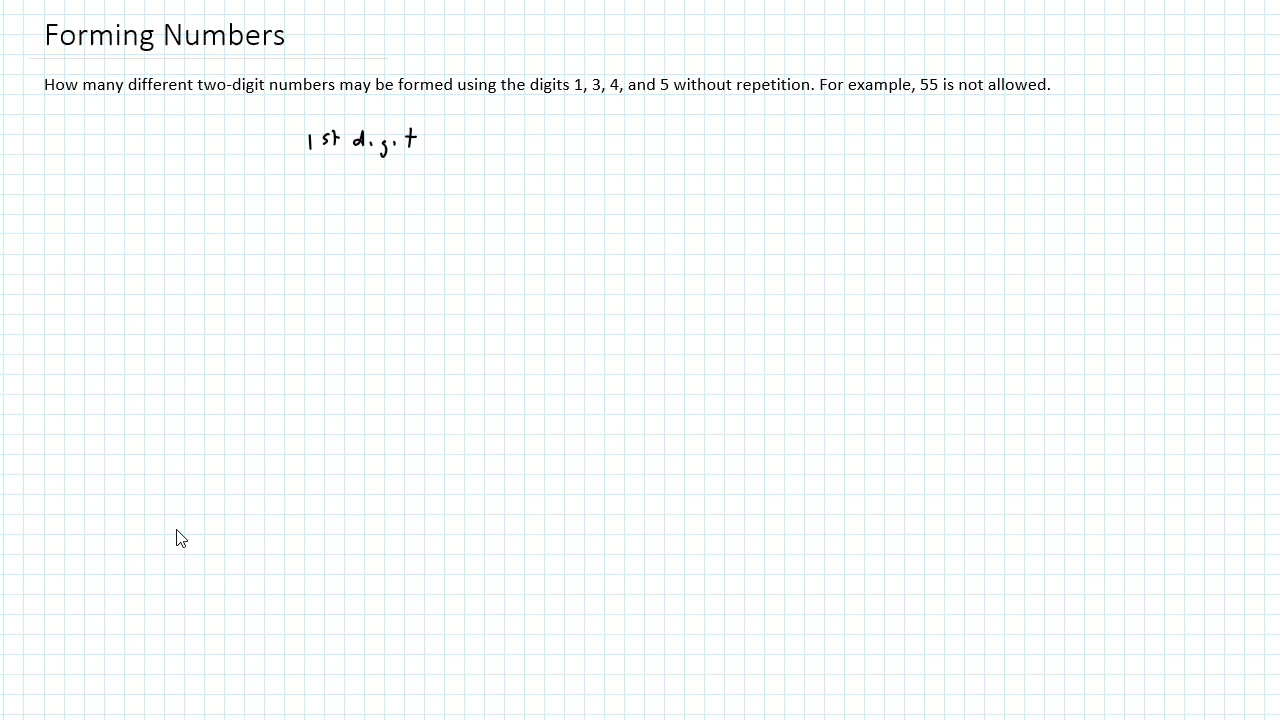 Forming Numbers
How many different two-digit numbers may be formed using the digits 1, 3, 4, and 5 without repetition. For example, 55 is not allowed.
1st digit